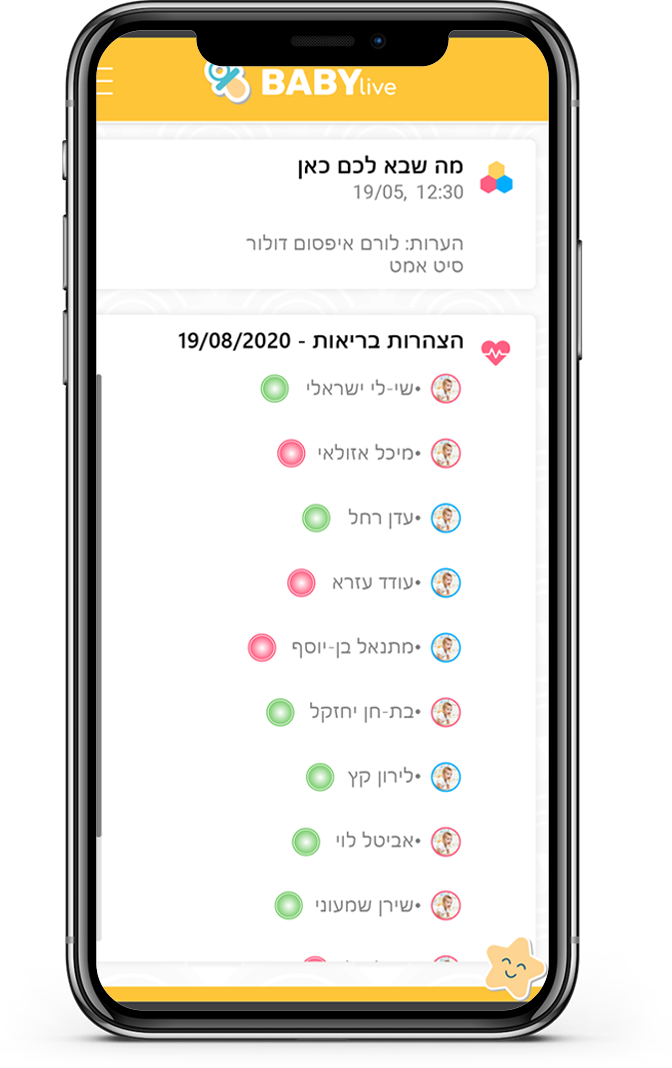 BABYlive
מה שבא לכם כאן
19/05, 12:30
הערות: לורם איפסום דולור
סיט אמט
הצהרות בריאות - 19/08/2020
•שי-לי ישראלי
•מיכל אזולאי
•עדן רחל
•עודד עזרא
•מתנאל בן-יוסף
•בת-חן יחזקל
•לירון קץ
•אביטל לוי
•שירן שמעוני